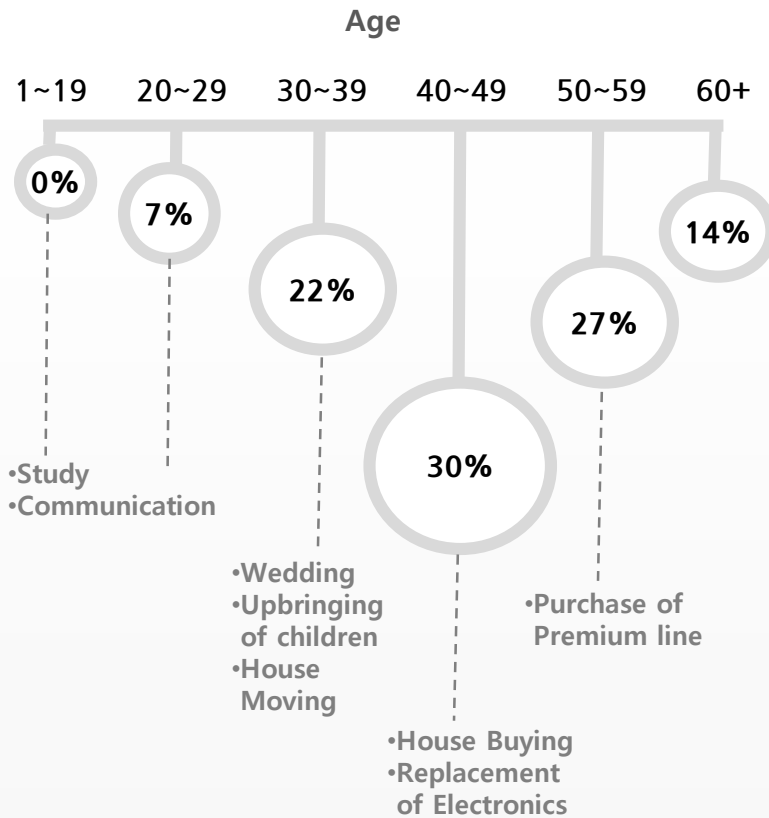 Age
1~19 20~29 30~39 40~49 50~59 60+
0%
7%
14%
22%
27%
30%
•Study
•Communication
•Wedding
•Upbringing
of children
•House
Moving
•Purchase of
Premium line
•House Buying
•Replacement
of Electronics